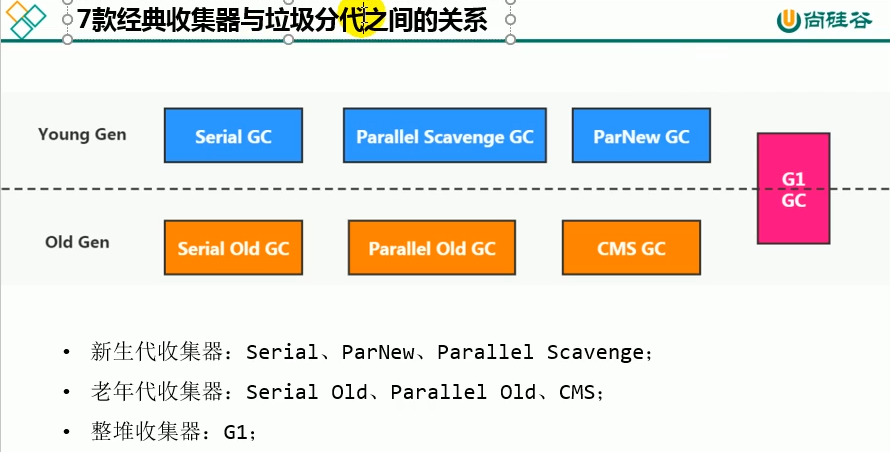 7款经典收集器与垃圾分代之间的关系
尚硅谷
Young Gen
Serial GC
Parallel Scavenge GC
ParNew GC
G1
GC
Old Gen
Serial Old GC
Parallel Old GC
CMS GC
• 新生代收集器：Serial、ParNew、Parallel Scavenge；
• 老年代收集器：Serial Old、Parallel Old、CMS；
• 整堆收集器：G1；